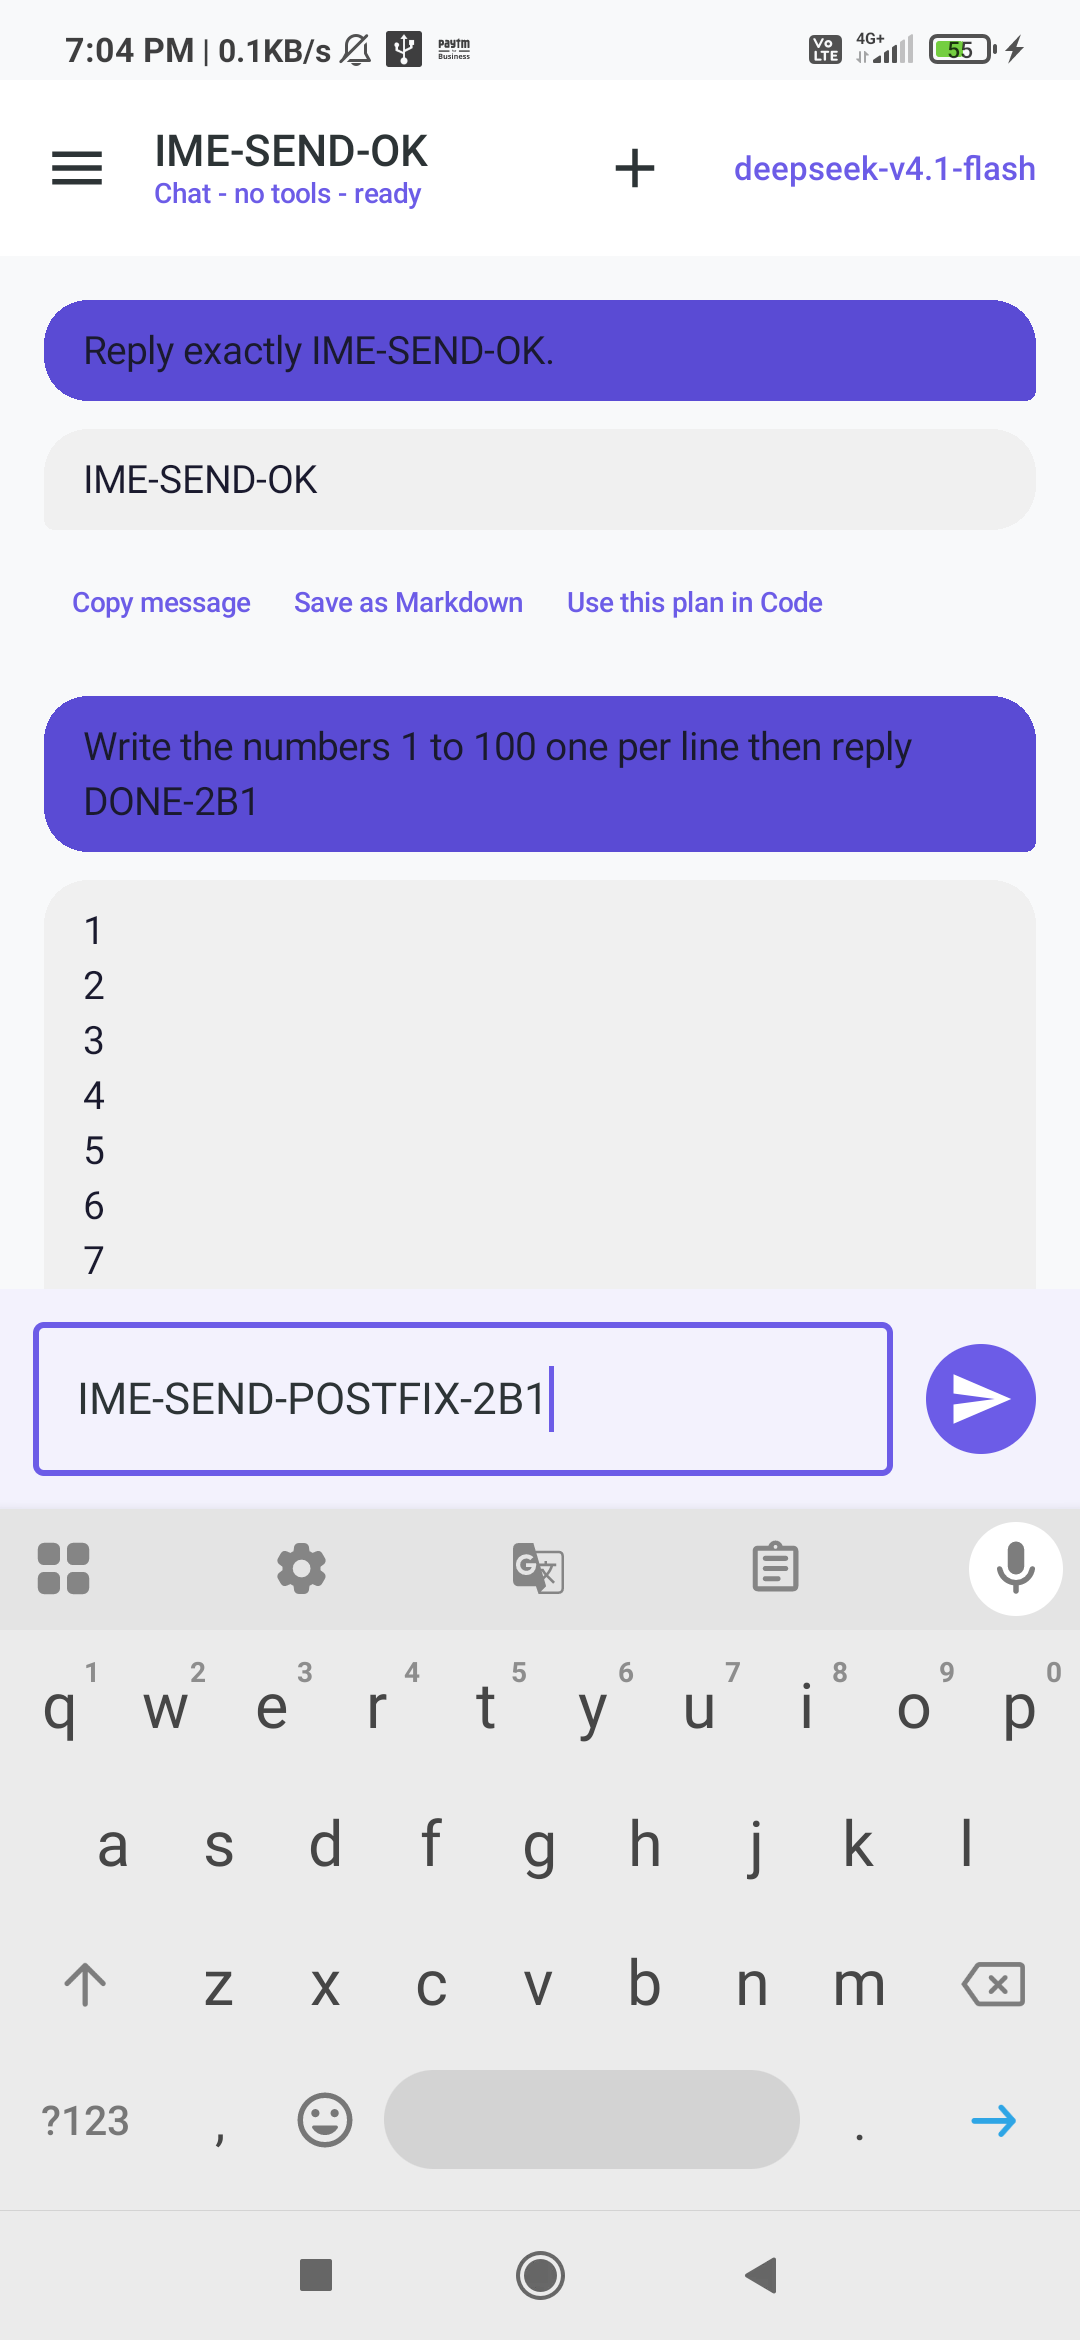 7:04 PM | 0.1KB/s paytm Business Vo LTE 4G+ 55
IME-SEND-OK
Chat - no tools - ready
deepseek-v4.1-flash
Reply exactly IME-SEND-OK.
IME-SEND-OK
Copy message Save as Markdown Use this plan in Code
Write the numbers 1 to 100 one per line then reply
DONE-2B1
1
2
3
4
5
6
7
IME-SEND-POSTFIX-2B1
G 文
1 2 3 4 5 6 7 8 9 0
q w e r t y u i o p
a s d f g h j k l
z x c v b n m
?123 , .